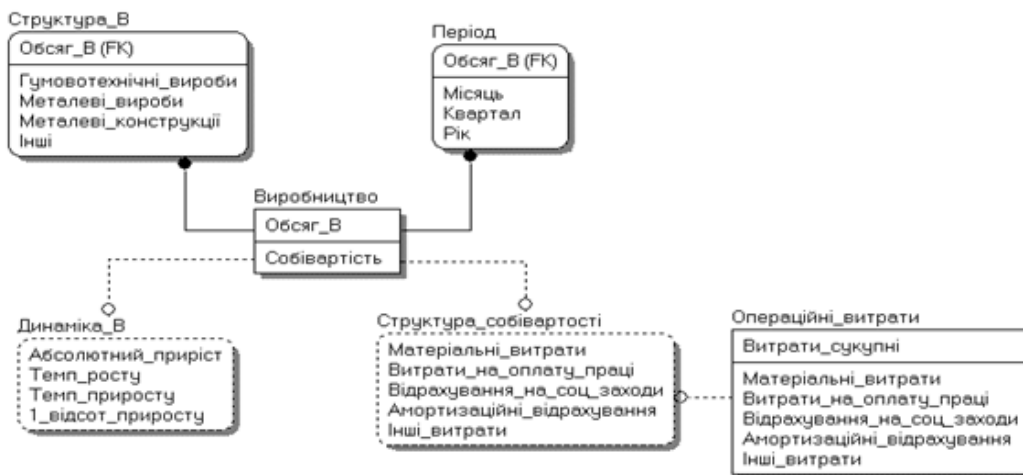 Структура_В
Обсяг_В (FK)
Гумовотехнічні_вироби
Металеві_вироби
Металеві_конструкції
Інші
Період
Обсяг_В (FK)
Місяць
Квартал
Рік
Виробництво
Обсяг_В
Собівартість
Динаміка_В
Абсолютний_приріст
Темп_росту
Темп_приросту
1_відсот_приросту
Структура_собівартості
Матеріальні_витрати
Витрати_на_оплату_праці
Відрахування_на_соц_заходи
Амортизаційні_відрахування
Інші_витрати
Операційні_витрати
Витрати_сукупні
Матеріальні_витрати
Витрати_на_оплату_праці
Відрахування_на_соц_заходи
Амортизаційні_відрахування
Інші_витрати